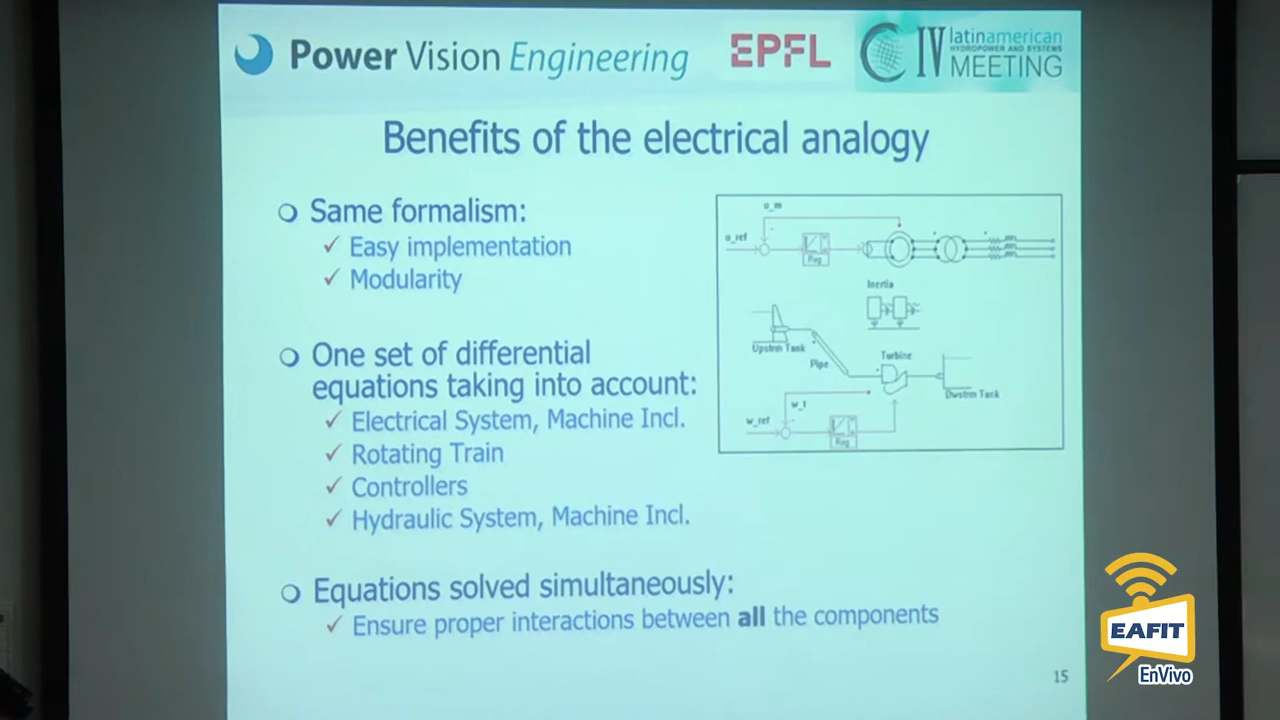 Power Vision Engineering
EPFL
IV latinamerican
HYDROPOWER AND SYSTEMS
MEETING
Benefits of the electrical analogy
Same formalism:
✓ Easy implementation
✓ Modularity
One set of differential
equations taking into account:
✓ Electrical System, Machine Incl.
✓ Rotating Train
✓ Controllers
✓ Hydraulic System, Machine Incl.
Equations solved simultaneously:
✓ Ensure proper interactions between all the components
u_m
u_ref
Reg
Inertia
Upstrm Tank
Pipe
Turbine
Dwstrm Tank
w_t
w_ref
Reg
15
EAFIT
EnVivo